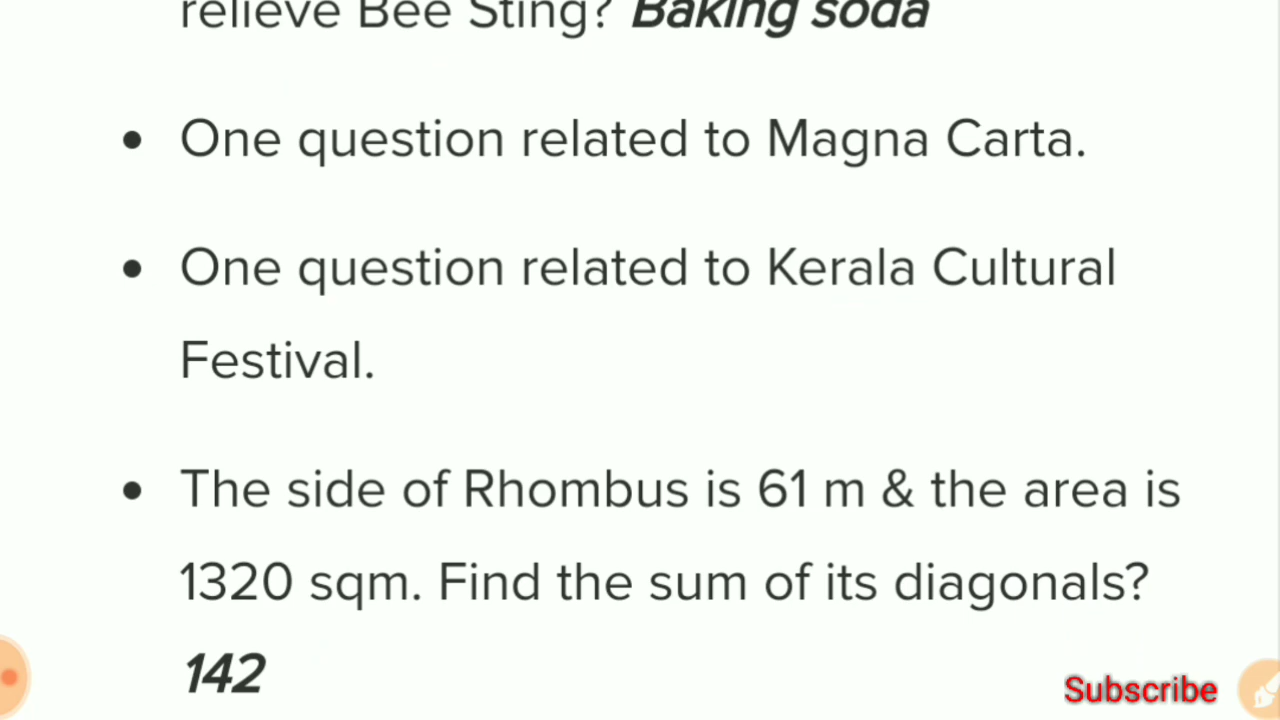 relieve Bee Sting? Baking soda
• One question related to Magna Carta.
• One question related to Kerala Cultural
Festival.
• The side of Rhombus is 61 m & the area is
1320 sqm. Find the sum of its diagonals?
142
Subscribe